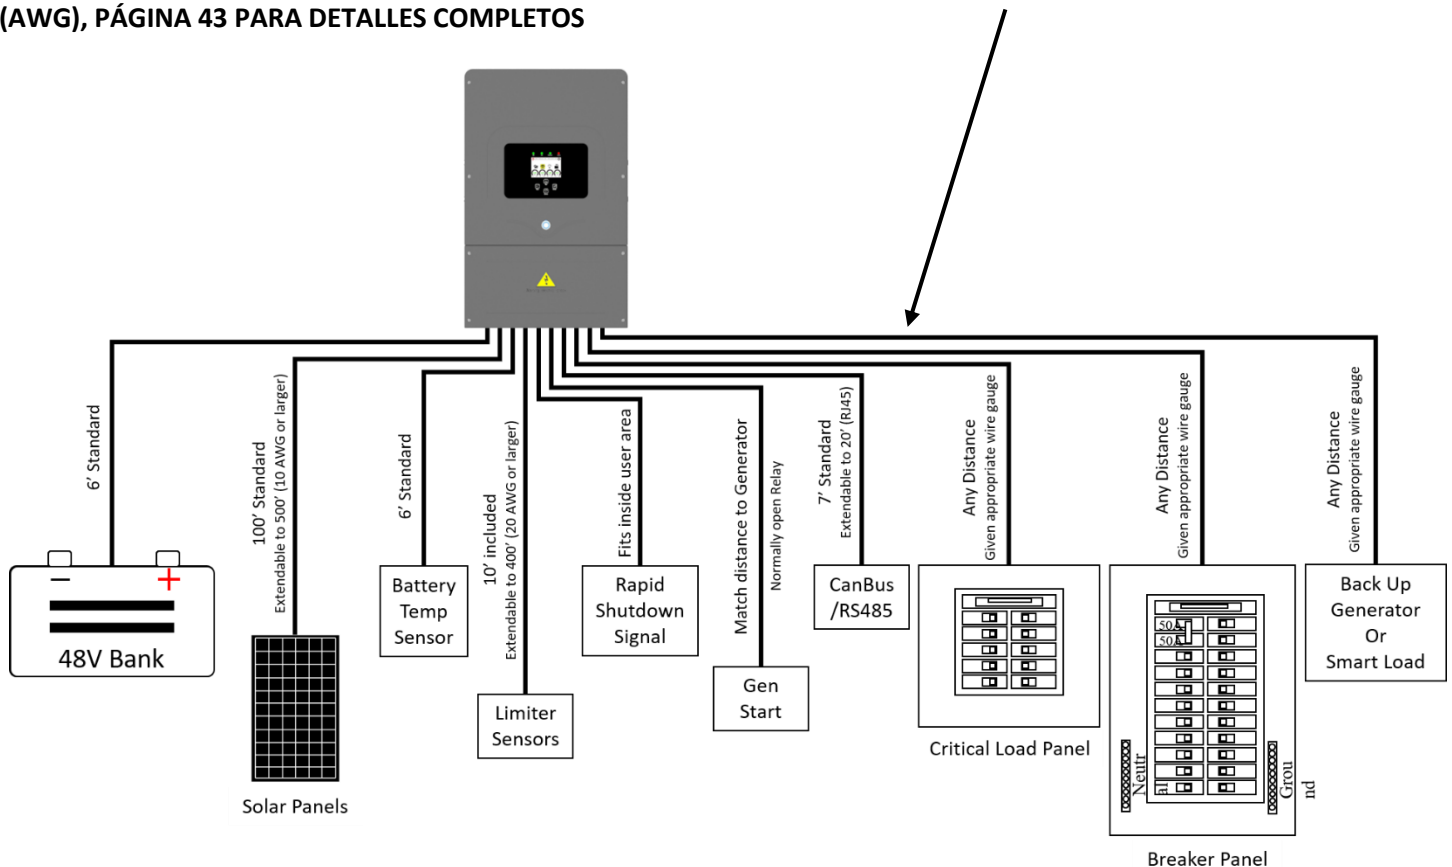 (AWG), PÁGINA 43 PARA DETALLES COMPLETOS
6’ Standard
100’ Standard
Extendable to 500’ (10 AWG or larger)
6’ Standard
10’ included
Extendable to 400’ (20 AWG or larger)
Fits inside user area
Match distance to Generator
Normally open Relay
7’ Standard
Extendable to 20’ (RJ45)
Any Distance
Given appropriate wire gauge
Any Distance
Given appropriate wire gauge
Any Distance
Given appropriate wire gauge
− +
48V Bank
Solar Panels
Battery
Temp
Sensor
Limiter
Sensors
Rapid
Shutdown
Signal
Gen
Start
CanBus
/RS485
Critical Load Panel
50A
50A
Neutr
al
Grou
nd
Breaker Panel
Back Up
Generator
Or
Smart Load